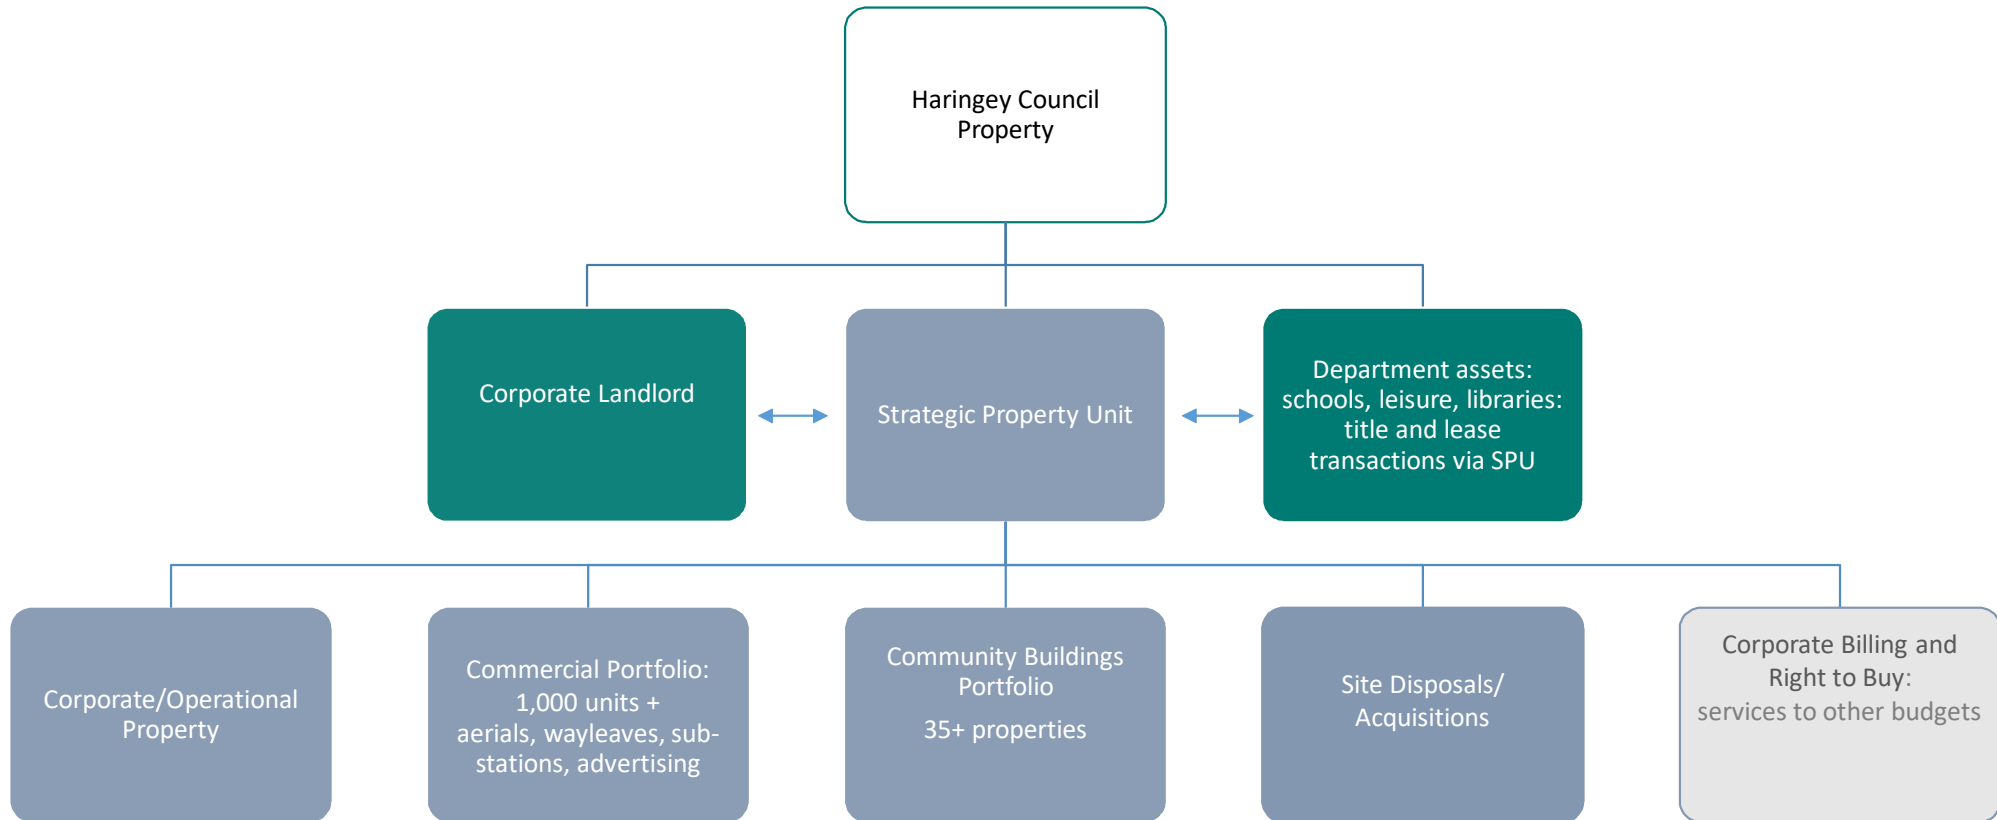 Haringey Council
Property
Corporate Landlord
Strategic Property Unit
Department assets:
schools, leisure, libraries:
title and lease
transactions via SPU
Corporate/Operational
Property
Commercial Portfolio:
1,000 units +
aerials, wayleaves, sub-
stations, advertising
Community Buildings
Portfolio
35+ properties
Site Disposals/
Acquisitions
Corporate Billing and
Right to Buy:
services to other budgets